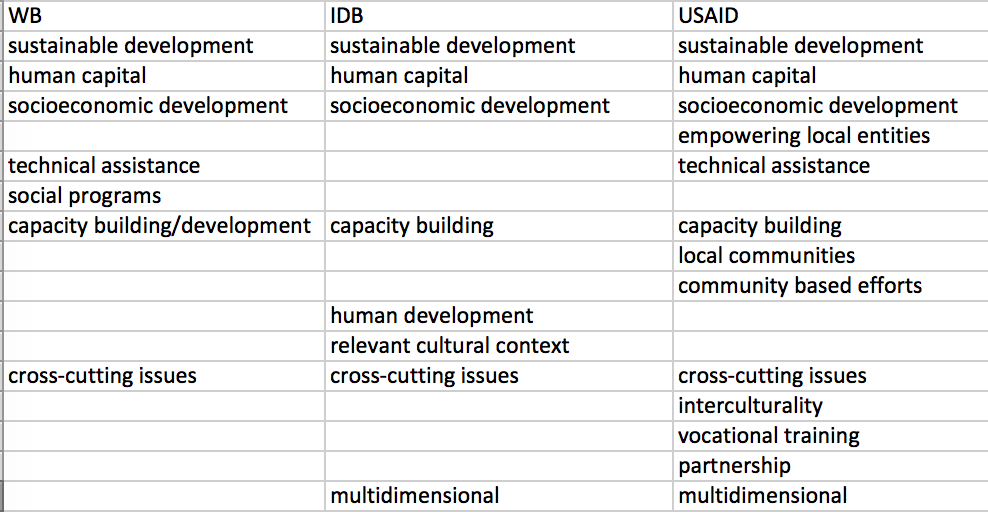 WB IDB USAID
sustainable development sustainable development sustainable development
human capital human capital human capital
socioeconomic development socioeconomic development socioeconomic development
empowering local entities
technical assistance technical assistance
social programs
capacity building/development capacity building capacity building
local communities
community based efforts
human development
relevant cultural context
cross-cutting issues cross-cutting issues cross-cutting issues
interculturality
vocational training
partnership
multidimensional multidimensional